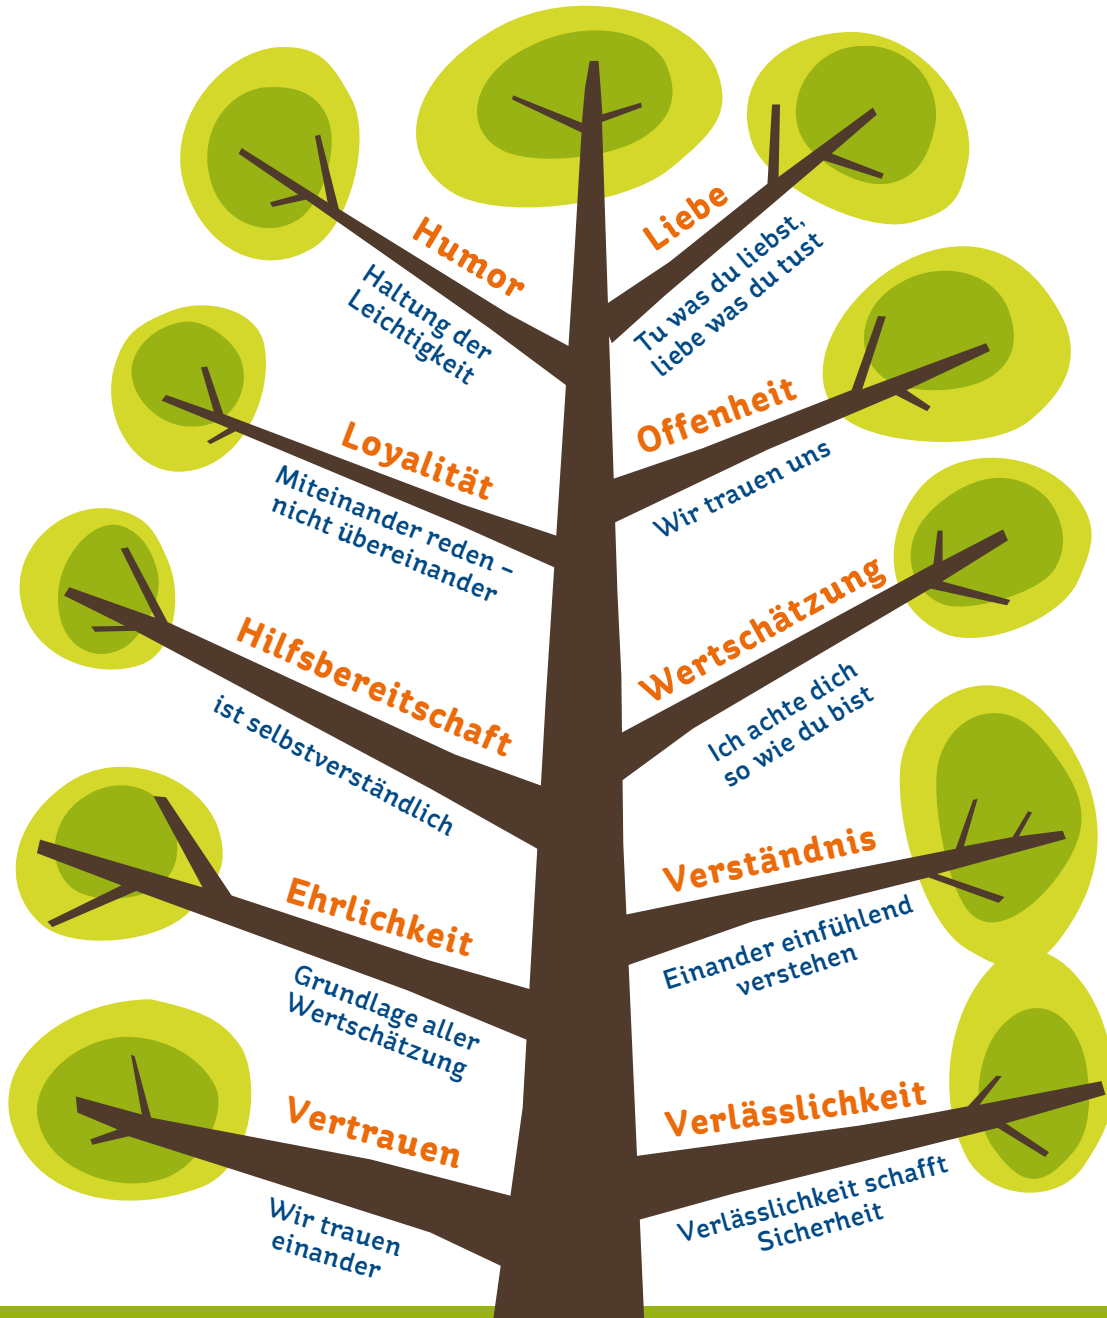 Humor
Haltung der
Leichtigkeit
Liebe
Tu was du liebst,
liebe was du tust
Loyalität
Miteinander reden –
nicht übereinander
Offenheit
Wir trauen uns
Hilfsbereitschaft
ist selbstverständlich
Wertschätzung
Ich achte dich
so wie du bist
Ehrlichkeit
Grundlage aller
Wertschätzung
Verständnis
Einander einfühlend
verstehen
Vertrauen
Wir trauen
einander
Verlässlichkeit
Verlässlichkeit schafft
Sicherheit